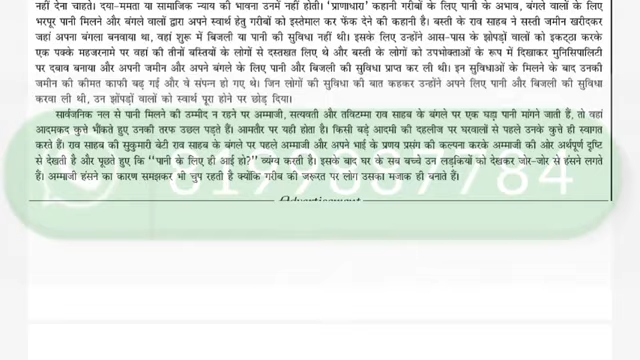 नहीं देना चाहते। दया-ममता या सामाजिक न्याय की भावना उनमें नहीं होती। 'प्राणाधारा' कहानी गरीबों के लिए पानी के अभाव, बंगले वालों के लिए
भरपूर पानी मिलने और बंगले वालों द्वारा अपने स्वार्थ हेतु गरीबों को इस्तेमाल कर फेंक देने की कहानी है। बस्ती के राव साहब ने सस्ती जमीन खरीदकर
जहां अपना बंगला बनवाया था, वहां शुरू में बिजली या पानी की सुविधा नहीं थी। इसके लिए उन्होंने आस-पास के झोपड़ों वालों को इकट्ठा करके
एक पक्के महजरनामे पर वहां की तीनों बस्तियों के लोगों से दस्तखत लिए थे और बस्ती के लोगों को उपभोक्ताओं के रूप में दिखाकर मुनिसिपालिटी
पर दबाव बनाया और अपनी जमीन और अपने बंगले के लिए पानी और बिजली की सुविधा प्राप्त कर ली थी। इन सुविधाओं के मिलने के बाद उनकी
जमीन की कीमत काफी बढ़ गई और वे संपन्न हो गए थे। जिन लोगों की सुविधा की बात कहकर उन्होंने अपने लिए पानी और बिजली की सुविधा
करवा ली थी, उन झोंपड़ों वालों को स्वार्थ पूरा होने पर छोड़ दिया।
सार्वजनिक नल से पानी मिलने की उम्मीद न रहने पर अम्माजी, सत्यवती और तविटम्मा राव साहब के बंगले पर एक घड़ा पानी मांगने जाती हैं, तो वहां
आदमकद कुत्ते भौंकते हुए उनकी तरफ उछल पड़ते हैं। आमतौर पर यही होता है। किसी बड़े आदमी की दहलीज पर घरवालों से पहले उनके कुत्ते ही स्वागत
करते हैं। राव साहब की सुकुमारी बेटी राव साहब के बंगले पर पहले अम्माजी और अपने भाई के प्रणय प्रसंग की कल्पना करके अम्माजी की ओर अर्थपूर्ण दृष्टि
से देखती है और पूछते हुए कि "पानी के लिए ही आई हो?" व्यंग्य करती है। इसके बाद घर के सब बच्चे उन लड़कियों को देखकर जोर-जोर से हंसने लगते
हैं। अम्माजी हंसने का कारण समझकर भी चुप रहती है क्योंकि गरीब की जरूरत पर लोग उसका मजाक ही बनाते हैं।
Advertisement